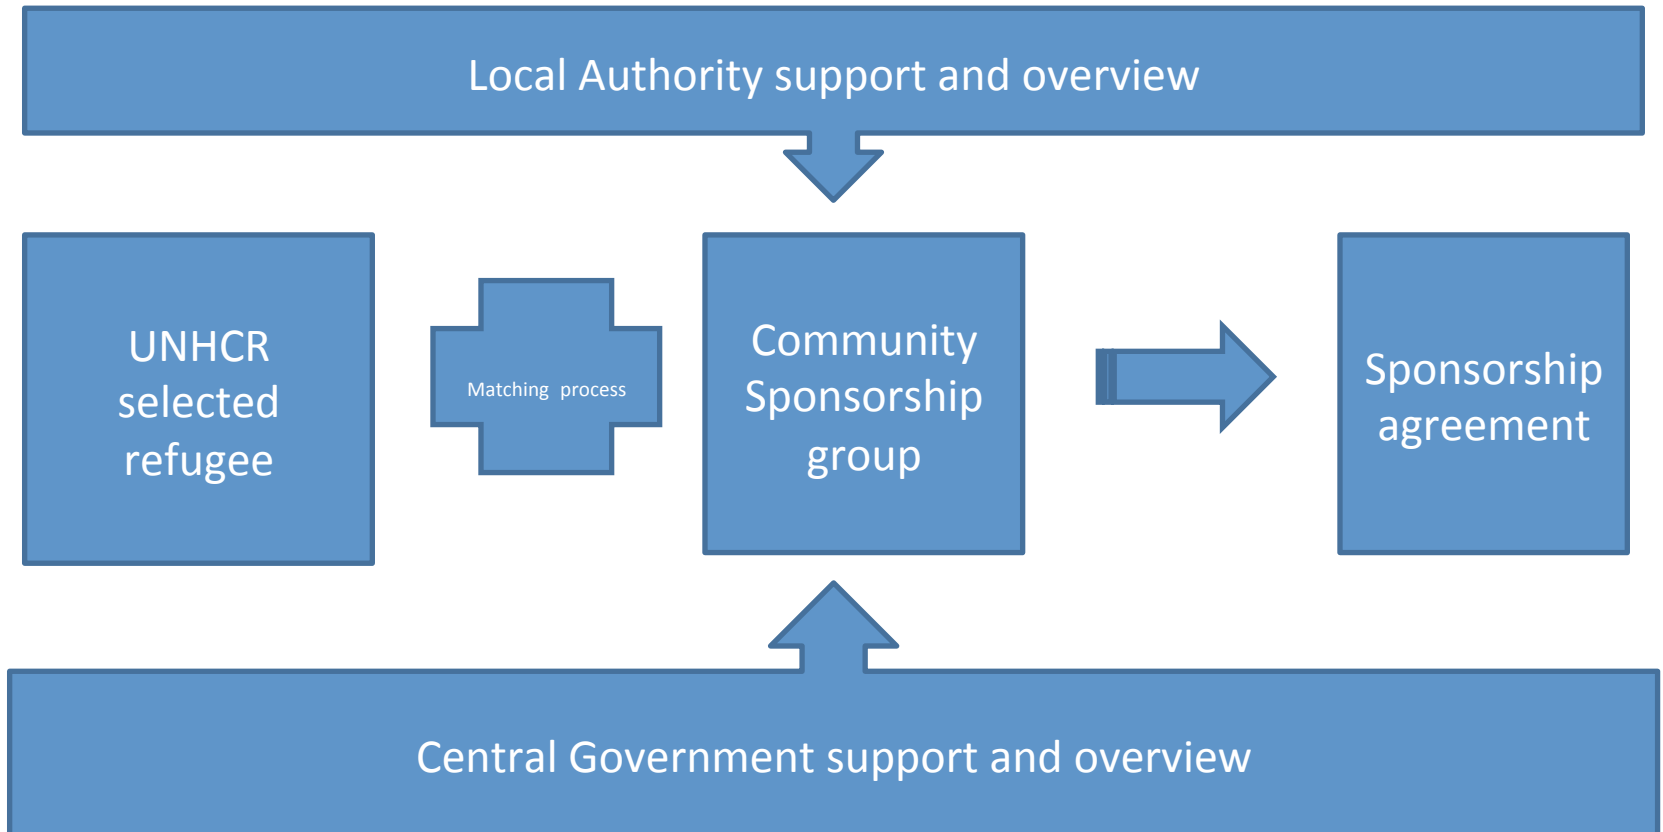 Local Authority support and overview
UNHCR
selected
refugee
Matching process
Community
Sponsorship
group
Sponsorship
agreement
Central Government support and overview